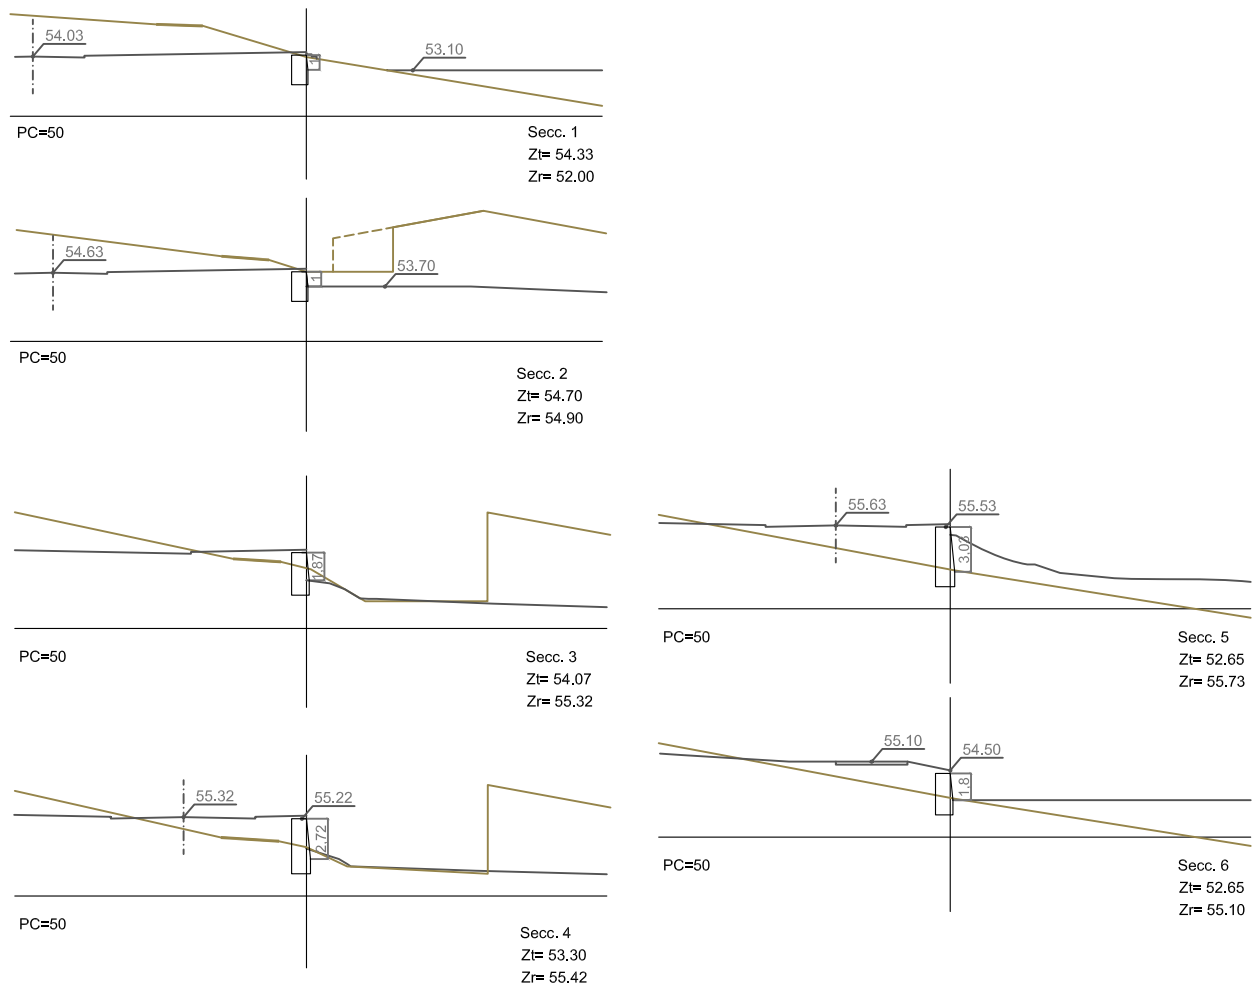 54.03
53.10
1
PC=50
Secc. 1
Zt= 54.33
Zr= 52.00
54.63
53.70
1
PC=50
Secc. 2
Zt= 54.70
Zr= 54.90
1.87
PC=50
Secc. 3
Zt= 54.07
Zr= 55.32
55.32
55.22
2.72
PC=50
Secc. 4
Zt= 53.30
Zr= 55.42
55.63
55.53
3.03
PC=50
Secc. 5
Zt= 52.65
Zr= 55.73
55.10
54.50
1.8
PC=50
Secc. 6
Zt= 52.65
Zr= 55.10